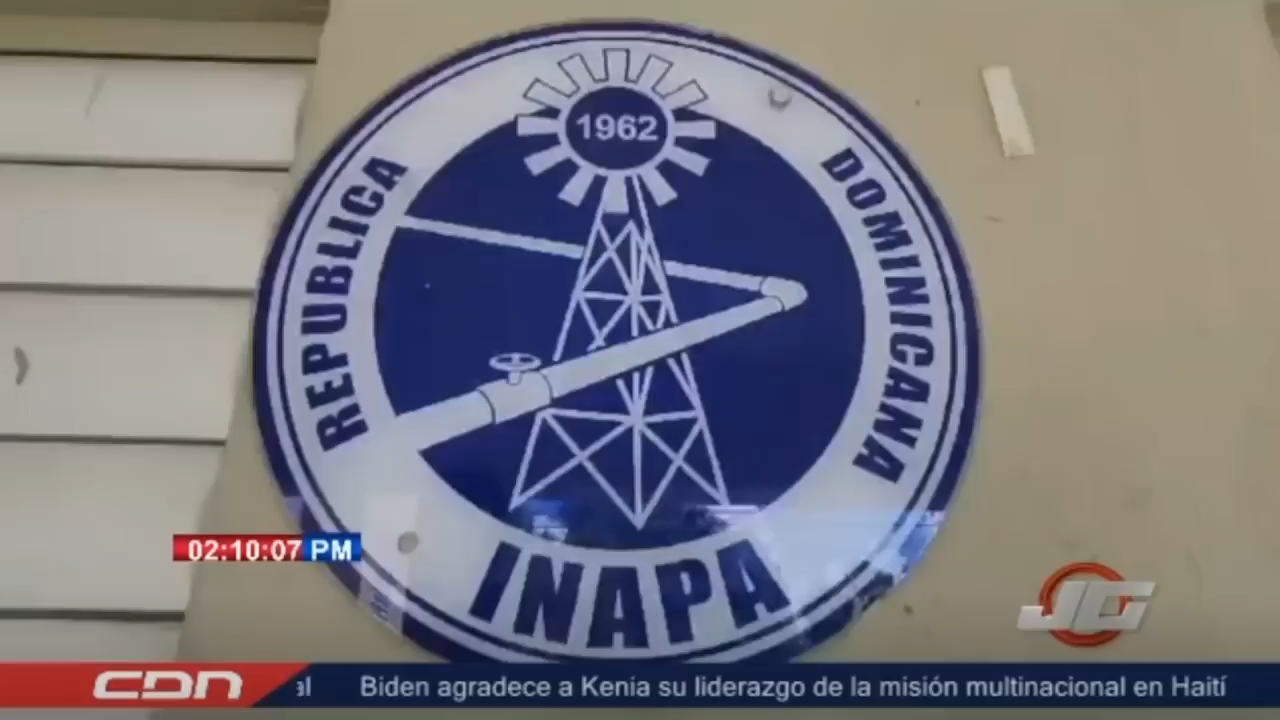 1962
REPUBLICA DOMINICANA
INAPA
02:10:07 PM
JG
CDN
al Biden agradece a Kenia su liderazgo de la misión multinacional en Haití